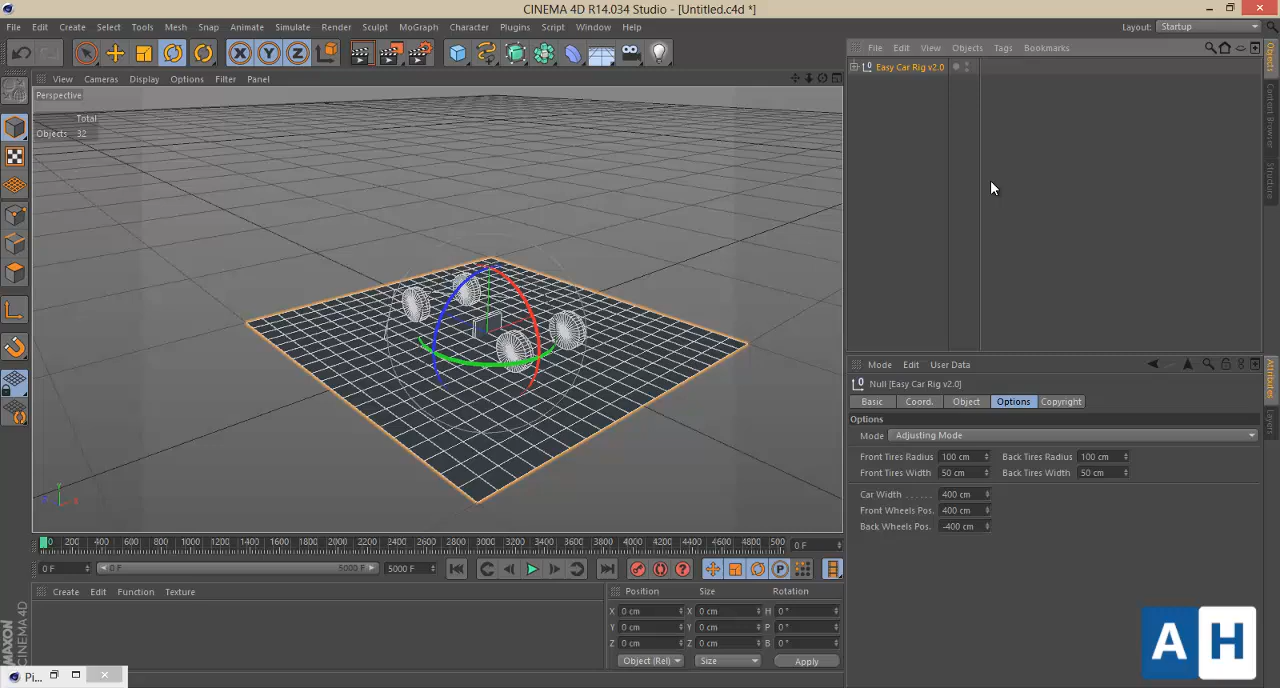 CINEMA 4D R14.034 Studio - [Untitled.c4d *]
File Edit Create Select Tools Mesh Snap Animate Simulate Render Sculpt MoGraph Character Plugins Script Window Help Layout: Startup
File Edit View Objects Tags Bookmarks
Easy Car Rig v2.0
View Cameras Display Options Filter Panel
Perspective
Total
Objects 32
Objects
Content Browser
Structure
Mode Edit User Data
Null [Easy Car Rig v2.0]
Basic Coord. Object Options Copyright
Options
Mode Adjusting Mode
Front Tires Radius 100 cm Back Tires Radius 100 cm
Front Tires Width 50 cm Back Tires Width 50 cm
Car Width . . . . . . 400 cm
Front Wheels Pos. 400 cm
Back Wheels Pos. -400 cm
Attributes
Layers
X Y Z
0 200 400 600 800 1000 1200 1400 1600 1800 2000 2200 2400 2600 2800 3000 3200 3400 3600 3800 4000 4200 4400 4600 4800 500 0 F
0 F 0 F 5000 F 5000 F
Create Edit Function Texture
Position Size Rotation
X 0 cm X 0 cm H 0 °
Y 0 cm Y 0 cm P 0 °
Z 0 cm Z 0 cm B 0 °
Object (Rel) Size Apply
MAXON
CINEMA 4D
Pi...
AH